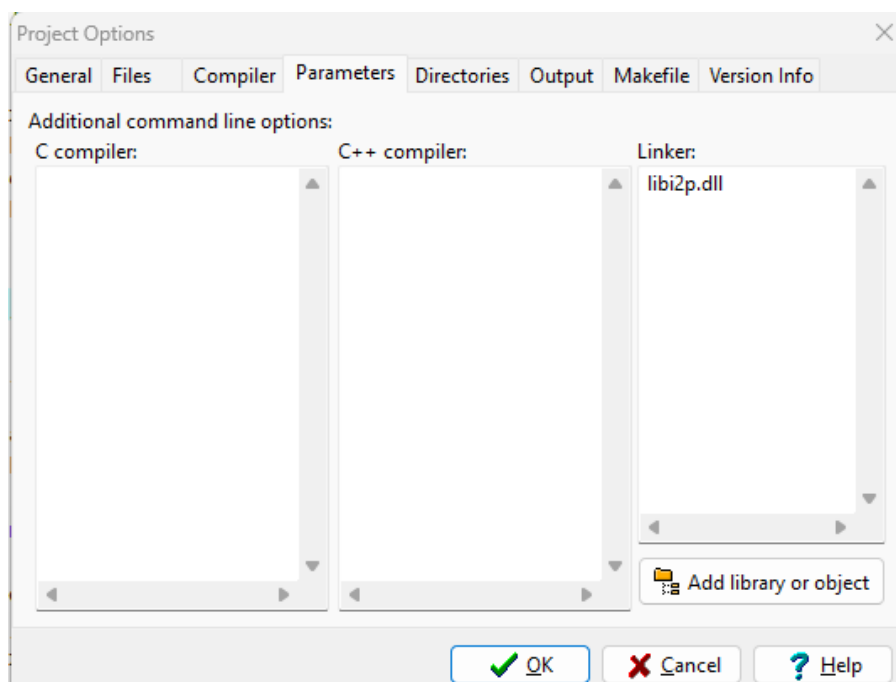 Project Options
General Files Compiler Parameters Directories Output Makefile Version Info
Additional command line options:
C compiler: C++ compiler: Linker:
libi2p.dll
Add library or object
OK Cancel Help